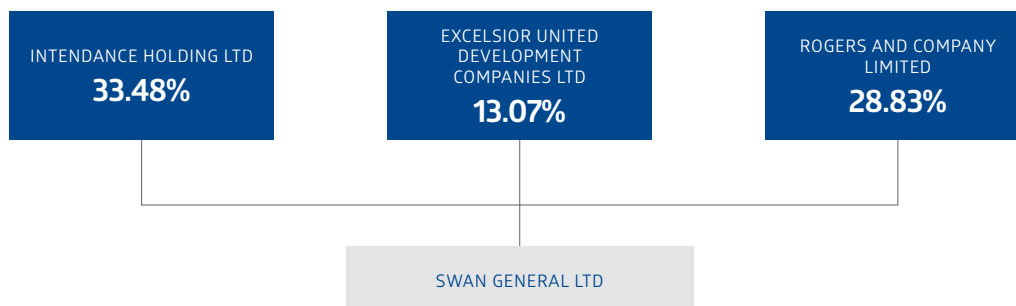 INTENDANCE HOLDING LTD
33.48%
EXCELSIOR UNITED
DEVELOPMENT
COMPANIES LTD
13.07%
ROGERS AND COMPANY
LIMITED
28.83%
SWAN GENERAL LTD